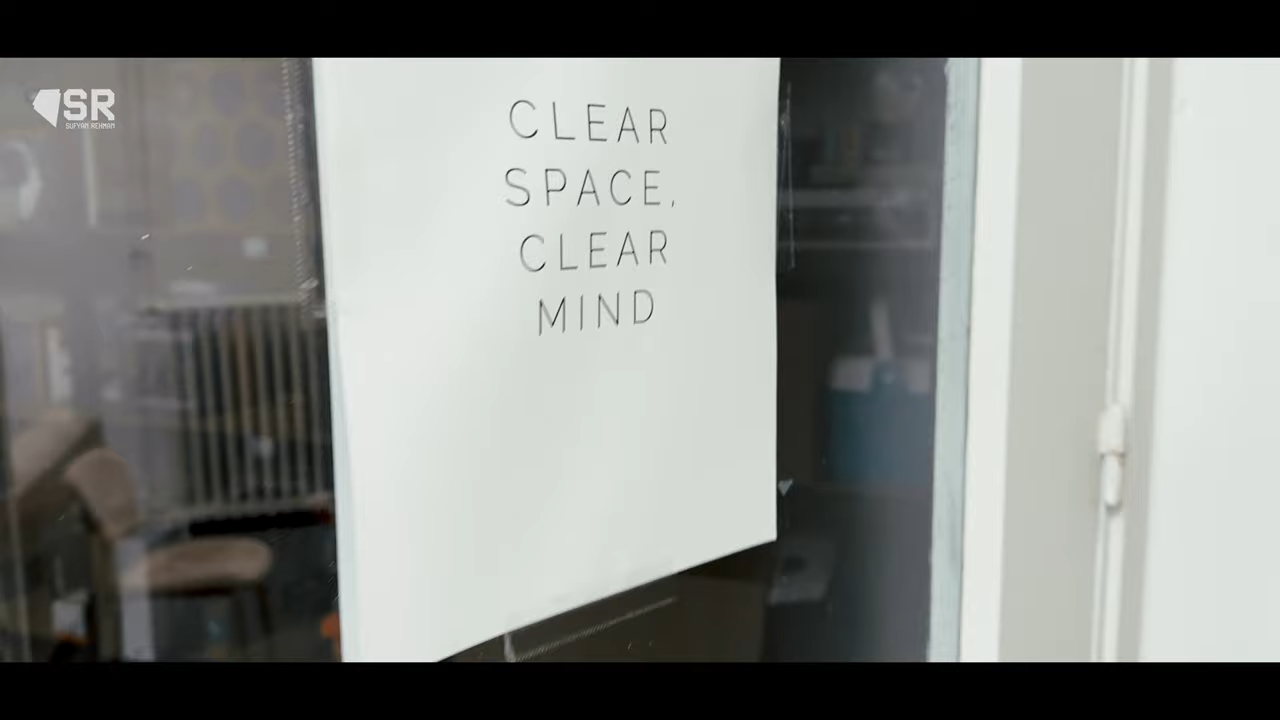 SR
SUFYAN REHMAN
CLEAR
SPACE,
CLEAR
MIND